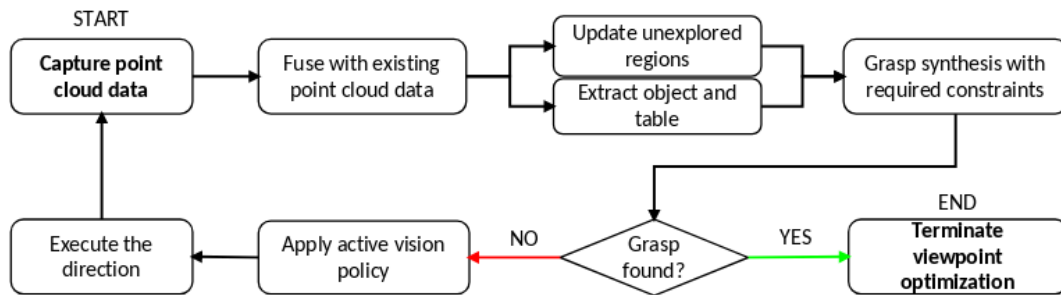 START
Capture point
cloud data
Fuse with existing
point cloud data
Update unexplored
regions
Extract object and
table
Grasp synthesis with
required constraints
Grasp
found?
NO
YES
Apply active vision
policy
Execute the
direction
END
Terminate
viewpoint
optimization